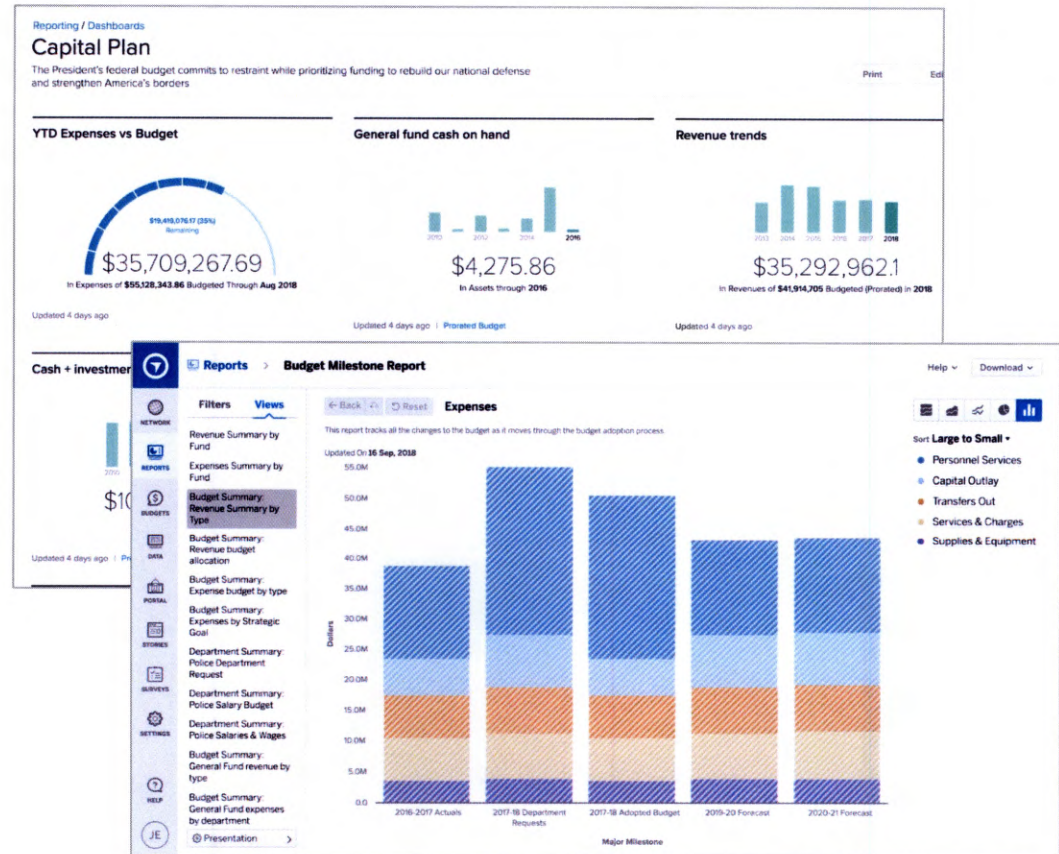 Reporting / Dashboards
Capital Plan
The President's federal budget commits to restraint while prioritizing funding to rebuild our national defense
and strengthen America's borders
Print
Edi
YTD Expenses vs Budget
$19,419,076.17 (35%)
Remaining
$35,709,267.69
In Expenses of $55,128,343.86 Budgeted Through Aug 2018
Updated 4 days ago
General fund cash on hand
2010 2012 2014 2016
$4,275.86
In Assets through 2016
Updated 4 days ago | Prorated Budget
Revenue trends
2013 2014 2015 2016 2017 2018
$35,292,962.1
In Revenues of $41,914,705 Budgeted (Prorated) in 2018
Updated 4 days ago
Cash + investmen
$10
Updated 4 days ago | Pr
NETWORK
REPORTS
BUDGETS
DATA
PORTAL
STORIES
SURVEYS
SETTINGS
HELP
JE
Reports > Budget Milestone Report
Help
Download
Filters Views
Revenue Summary by
Fund
Expenses Summary by
Fund
Budget Summary:
Revenue Summary by
Type
Budget Summary:
Revenue budget
allocation
Budget Summary:
Expense budget by type
Budget Summary:
Expenses by Strategic
Goal
Department Summary:
Police Department
Request
Department Summary:
Police Salary Budget
Department Summary:
Police Salaries & Wages
Budget Summary:
General Fund revenue by
type
Budget Summary:
General Fund expenses
by department
Presentation >
Back
Reset
Expenses
This report tracks all the changes to the budget as it moves through the budget adoption process.
Updated On 16 Sep, 2018
55.0M
50.0M
45.0M
40.0M
35.0M
30.0M
25.0M
20.0M
15.0M
10.0M
5.0M
0.0
Dollars
2016-2017 Actuals
2017-18 Department
Requests
2017-18 Adopted Budget
2019-20 Forecast
2020-21 Forecast
Major Milestone
Sort Large to Small
Personnel Services
Capital Outlay
Transfers Out
Services & Charges
Supplies & Equipment